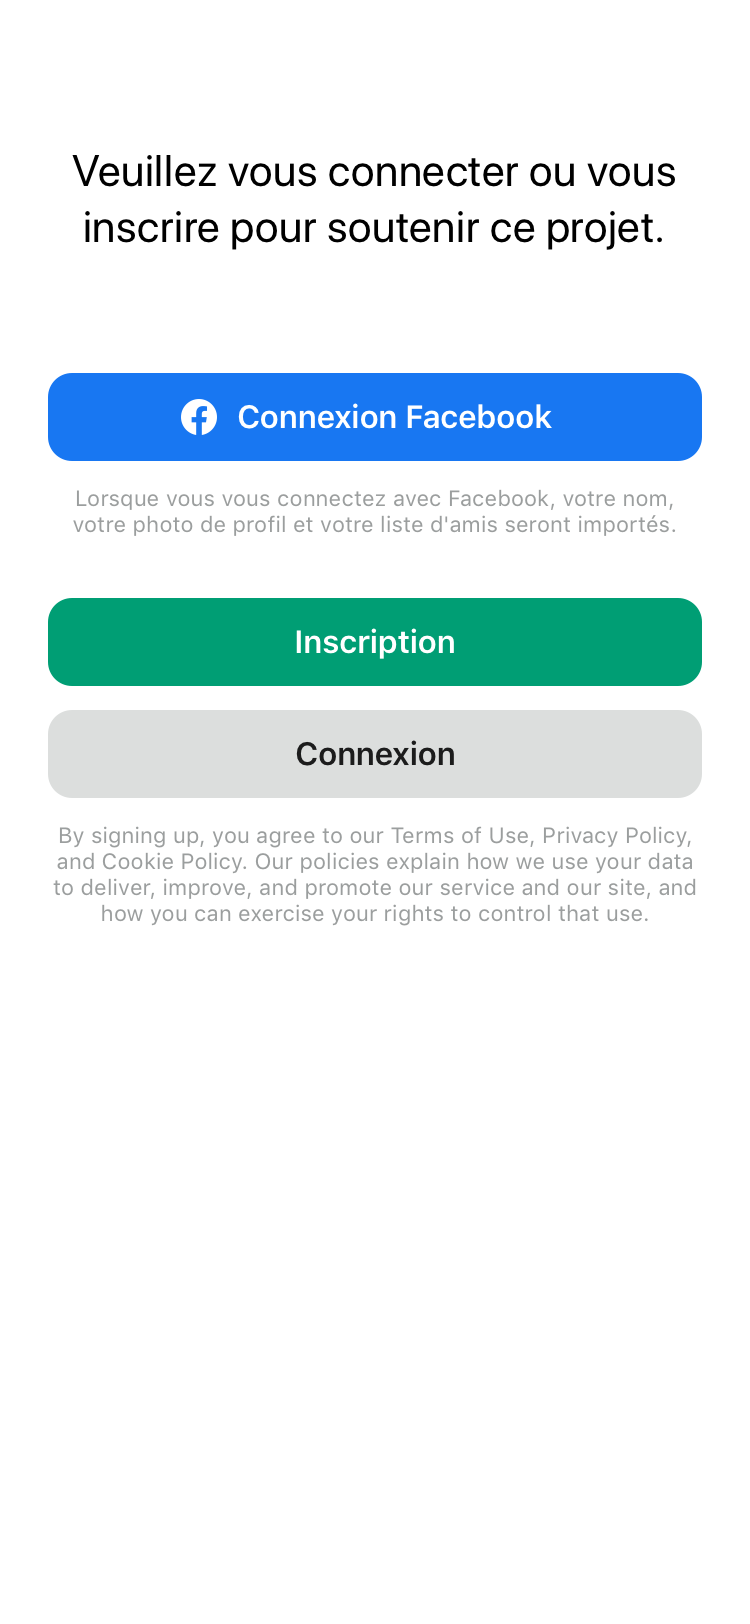 Veuillez vous connecter ou vous
inscrire pour soutenir ce projet.
Connexion Facebook
Lorsque vous vous connectez avec Facebook, votre nom,
votre photo de profil et votre liste d'amis seront importés.
Inscription
Connexion
By signing up, you agree to our Terms of Use, Privacy Policy,
and Cookie Policy. Our policies explain how we use your data
to deliver, improve, and promote our service and our site, and
how you can exercise your rights to control that use.